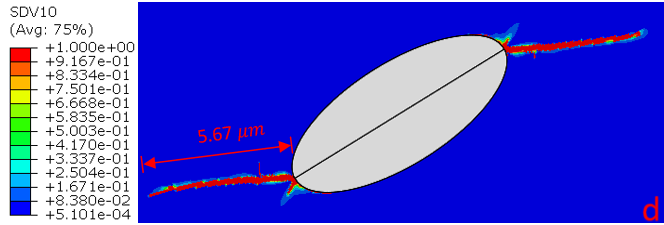 SDV10
(Avg: 75%)
+1.000e+00
+9.167e-01
+8.334e-01
+7.501e-01
+6.668e-01
+5.835e-01
+5.003e-01
+4.170e-01
+3.337e-01
+2.504e-01
+1.671e-01
+8.380e-02
+5.101e-04
5.67 μm
d